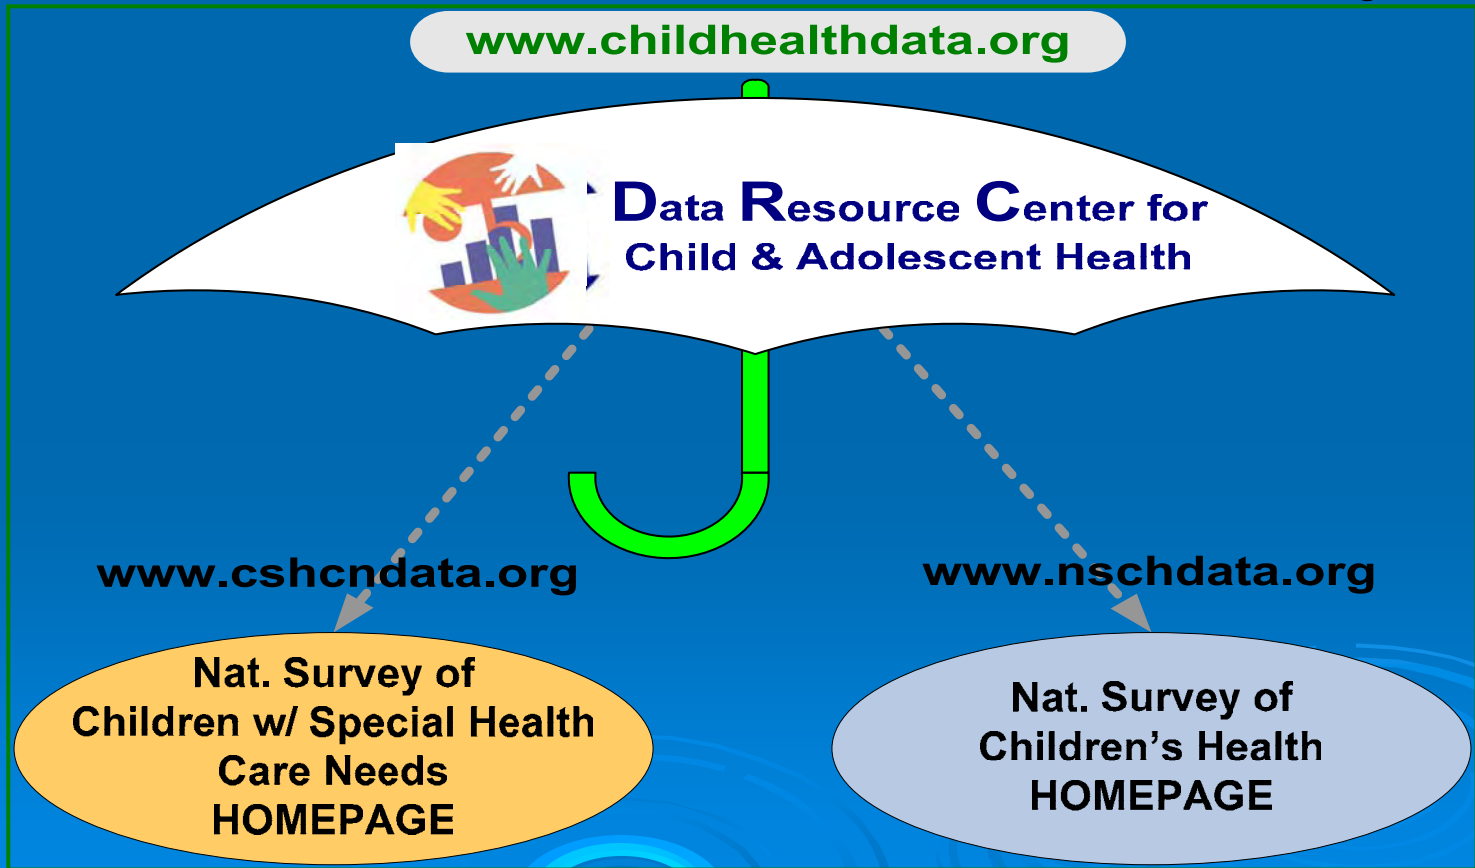 www.childhealthdata.org
Data Resource Center for
Child & Adolescent Health
www.cshcndata.org
www.nschdata.org
Nat. Survey of
Children w/ Special Health
Care Needs
HOMEPAGE
Nat. Survey of
Children’s Health
HOMEPAGE